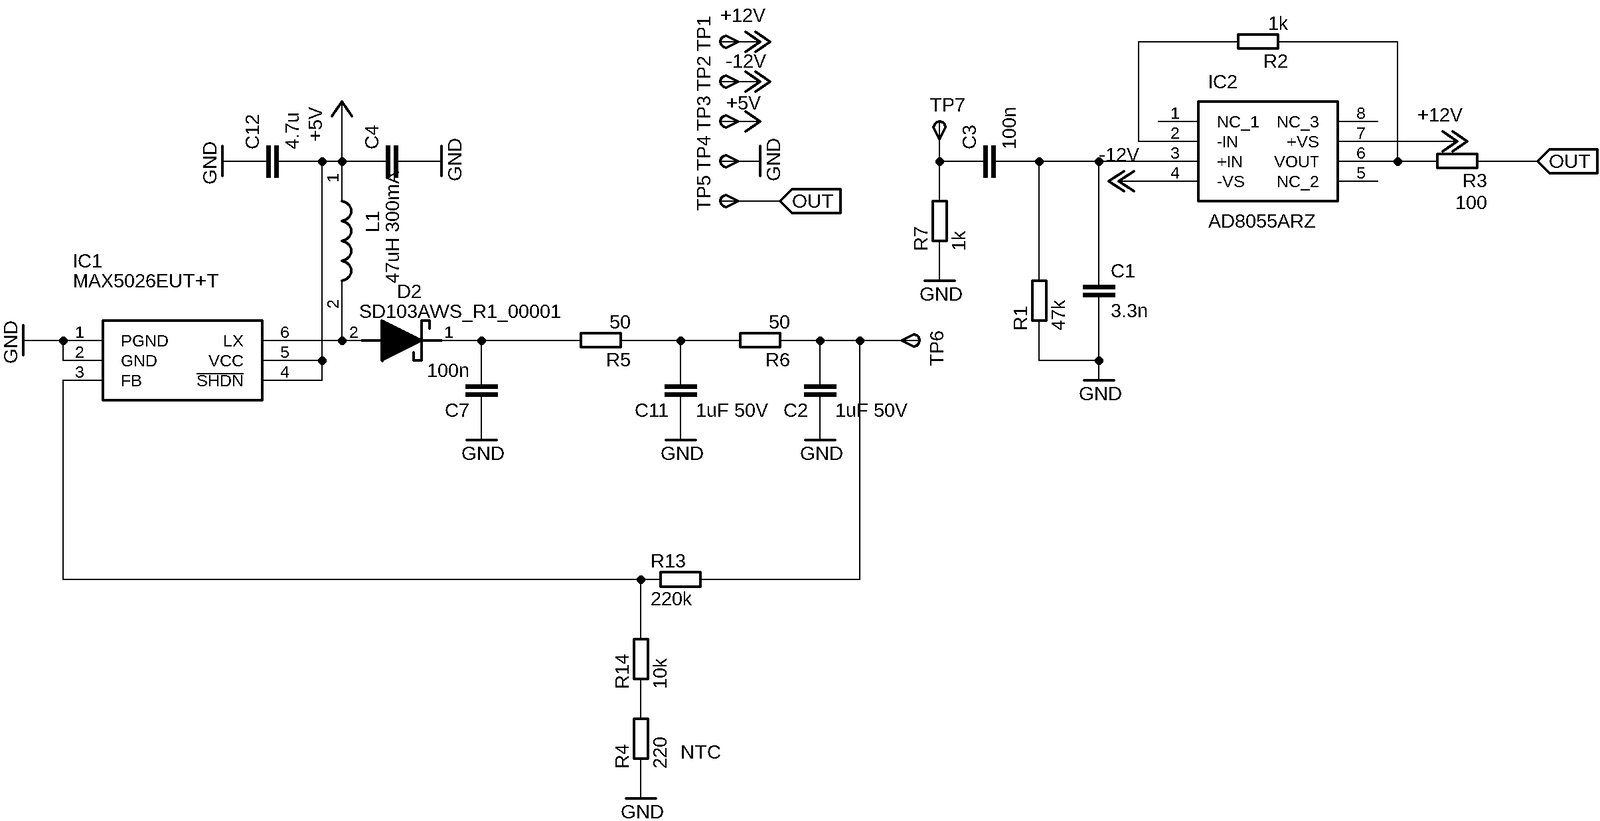 TP1 +12V
TP2 -12V
TP3 +5V
TP4 GND
TP5 OUT
GND C12 4.7u +5V C4 GND
1
L1
47uH 300mA
2
IC1
MAX5026EUT+T
GND
1 PGND LX 6
2 GND VCC 5
3 FB SHDN 4
D2
SD103AWS_R1_00001
2 1
100n
C7
GND
50
R5
C11 1uF 50V
GND
50
R6
C2 1uF 50V
GND
TP6
R13
220k
R14 10k
R4 220 NTC
GND
TP7
C3 100n
R7 1k
GND
R1 47k
C1
3.3n
GND
-12V
1k
R2
IC2
1 NC_1 NC_3 8
2 -IN +VS 7
3 +IN VOUT 6
4 -VS NC_2 5
AD8055ARZ
+12V
R3
100
OUT